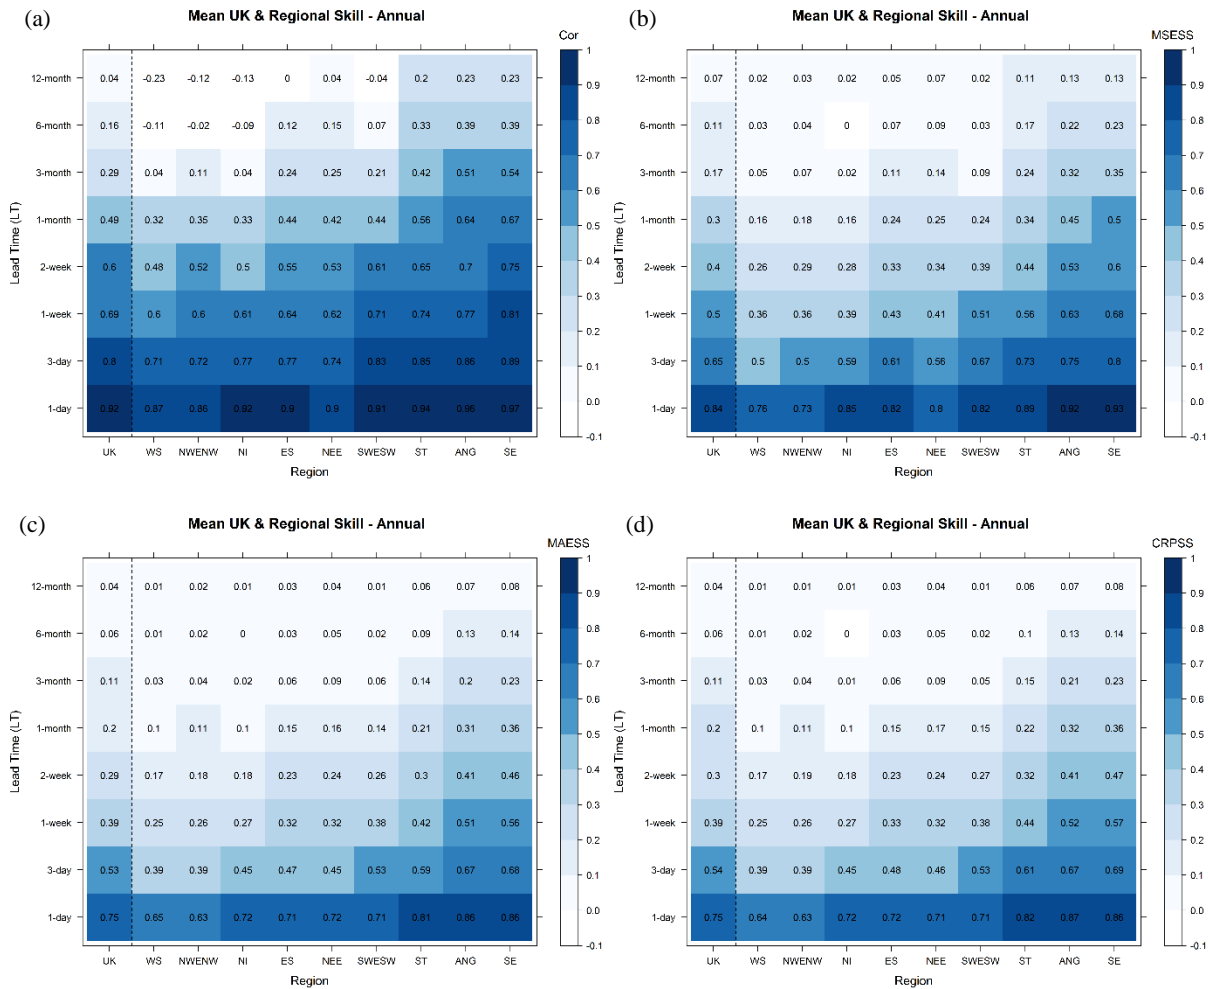 (a)
Mean UK & Regional Skill - Annual
Cor
12-month 0.04 -0.23 -0.12 -0.13 0 0.04 -0.04 0.2 0.23 0.23
6-month 0.16 -0.11 -0.02 -0.09 0.12 0.15 0.07 0.33 0.39 0.39
3-month 0.29 0.04 0.11 0.04 0.24 0.25 0.21 0.42 0.51 0.54
1-month 0.49 0.32 0.35 0.33 0.44 0.42 0.44 0.56 0.64 0.67
2-week 0.6 0.48 0.52 0.5 0.55 0.53 0.61 0.65 0.7 0.75
1-week 0.69 0.6 0.6 0.61 0.64 0.62 0.71 0.74 0.77 0.81
3-day 0.8 0.71 0.72 0.77 0.77 0.74 0.83 0.85 0.86 0.89
1-day 0.92 0.87 0.86 0.92 0.9 0.9 0.91 0.94 0.96 0.97
Lead Time (LT)
UK WS NWENW NI ES NEE SWESW ST ANG SE
Region
1
0.9
0.8
0.7
0.6
0.5
0.4
0.3
0.2
0.1
0.0
-0.1
(b)
Mean UK & Regional Skill - Annual
MSESS
12-month 0.07 0.02 0.03 0.02 0.05 0.07 0.02 0.11 0.13 0.13
6-month 0.11 0.03 0.04 0 0.07 0.09 0.03 0.17 0.22 0.23
3-month 0.17 0.05 0.07 0.02 0.11 0.14 0.09 0.24 0.32 0.35
1-month 0.3 0.16 0.18 0.16 0.24 0.25 0.24 0.34 0.45 0.5
2-week 0.4 0.26 0.29 0.28 0.33 0.34 0.39 0.44 0.53 0.6
1-week 0.5 0.36 0.36 0.39 0.43 0.41 0.51 0.56 0.63 0.68
3-day 0.65 0.5 0.5 0.59 0.61 0.56 0.67 0.73 0.75 0.8
1-day 0.84 0.76 0.73 0.85 0.82 0.8 0.82 0.89 0.92 0.93
Lead Time (LT)
UK WS NWENW NI ES NEE SWESW ST ANG SE
Region
1
0.9
0.8
0.7
0.6
0.5
0.4
0.3
0.2
0.1
0.0
-0.1
(c)
Mean UK & Regional Skill - Annual
MAESS
12-month 0.04 0.01 0.02 0.01 0.03 0.04 0.01 0.06 0.07 0.08
6-month 0.06 0.01 0.02 0 0.03 0.05 0.02 0.09 0.13 0.14
3-month 0.11 0.03 0.04 0.02 0.06 0.09 0.06 0.14 0.2 0.23
1-month 0.2 0.1 0.11 0.1 0.15 0.16 0.14 0.21 0.31 0.36
2-week 0.29 0.17 0.18 0.18 0.23 0.24 0.26 0.3 0.41 0.46
1-week 0.39 0.25 0.26 0.27 0.32 0.32 0.38 0.42 0.51 0.56
3-day 0.53 0.39 0.39 0.45 0.47 0.45 0.53 0.59 0.67 0.68
1-day 0.75 0.65 0.63 0.72 0.71 0.72 0.71 0.81 0.86 0.86
Lead Time (LT)
UK WS NWENW NI ES NEE SWESW ST ANG SE
Region
1
0.9
0.8
0.7
0.6
0.5
0.4
0.3
0.2
0.1
0.0
-0.1
(d)
Mean UK & Regional Skill - Annual
CRPSS
12-month 0.04 0.01 0.01 0.01 0.03 0.04 0.01 0.06 0.07 0.08
6-month 0.06 0.01 0.02 0 0.03 0.05 0.02 0.1 0.13 0.14
3-month 0.11 0.03 0.04 0.01 0.06 0.09 0.05 0.15 0.21 0.23
1-month 0.2 0.1 0.11 0.1 0.15 0.17 0.15 0.22 0.32 0.36
2-week 0.3 0.17 0.19 0.18 0.23 0.24 0.27 0.32 0.41 0.47
1-week 0.39 0.25 0.26 0.27 0.33 0.32 0.38 0.44 0.52 0.57
3-day 0.54 0.39 0.39 0.45 0.48 0.46 0.53 0.61 0.67 0.69
1-day 0.75 0.64 0.63 0.72 0.72 0.71 0.71 0.82 0.87 0.86
Lead Time (LT)
UK WS NWENW NI ES NEE SWESW ST ANG SE
Region
1
0.9
0.8
0.7
0.6
0.5
0.4
0.3
0.2
0.1
0.0
-0.1